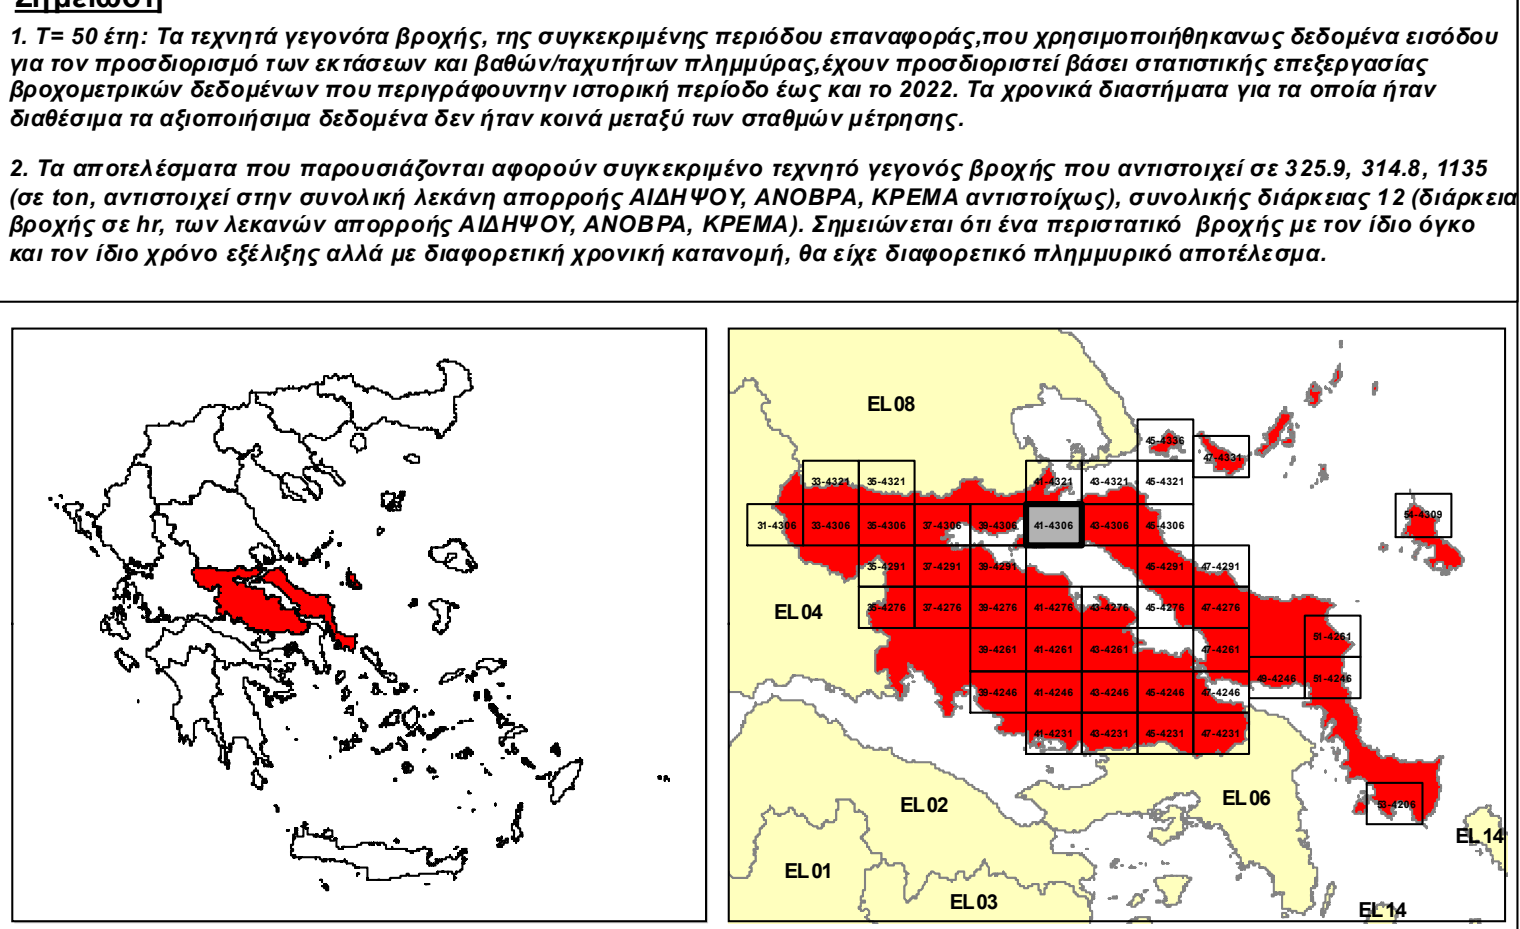 Σημείωση
1. Τ= 50 έτη: Τα τεχνητά γεγονότα βροχής, της συγκεκριμένης περιόδου επαναφοράς,που χρησιμοποιήθηκανως δεδομένα εισόδου
για τον προσδιορισμό των εκτάσεων και βαθών/ταχυτήτων πλημμύρας,έχουν προσδιοριστεί βάσει στατιστικής επεξεργασίας
βροχομετρικών δεδομένων που περιγράφουντην ιστορική περίοδο έως και το 2022. Τα χρονικά διαστήματα για τα οποία ήταν
διαθέσιμα τα αξιοποιήσιμα δεδομένα δεν ήταν κοινά μεταξύ των σταθμών μέτρησης.
2. Τα αποτελέσματα που παρουσιάζονται αφορούν συγκεκριμένο τεχνητό γεγονός βροχής που αντιστοιχεί σε 325.9, 314.8, 1135
(σε ton, αντιστοιχεί στην συνολική λεκάνη απορροής ΑΙΔΗΨΟΥ, ΑΝΟΒΡΑ, ΚΡΕΜΑ αντιστοίχως), συνολικής διάρκειας 12 (διάρκεια
βροχής σε hr, των λεκανών απορροής ΑΙΔΗΨΟΥ, ΑΝΟΒΡΑ, ΚΡΕΜΑ). Σημειώνεται ότι ένα περιστατικό βροχής με τον ίδιο όγκο
και τον ίδιο χρόνο εξέλιξης αλλά με διαφορετική χρονική κατανομή, θα είχε διαφορετικό πλημμυρικό αποτέλεσμα.
EL08
45-4336
47-4331
33-4321 35-4321 41-4321 43-4321 45-4321
31-4306 33-4306 35-4306 37-4306 39-4306 41-4306 43-4306 45-4306
51-4309
35-4291 37-4291 39-4291 45-4291 47-4291
EL04
35-4276 37-4276 39-4276 41-4276 43-4276 45-4276 47-4276
39-4261 41-4261 43-4261 47-4261 51-4261
39-4246 41-4246 43-4246 45-4246 47-4246 49-4246 51-4246
41-4231 43-4231 45-4231 47-4231
EL02
EL06
53-4206
EL14
EL01
EL03
EL14